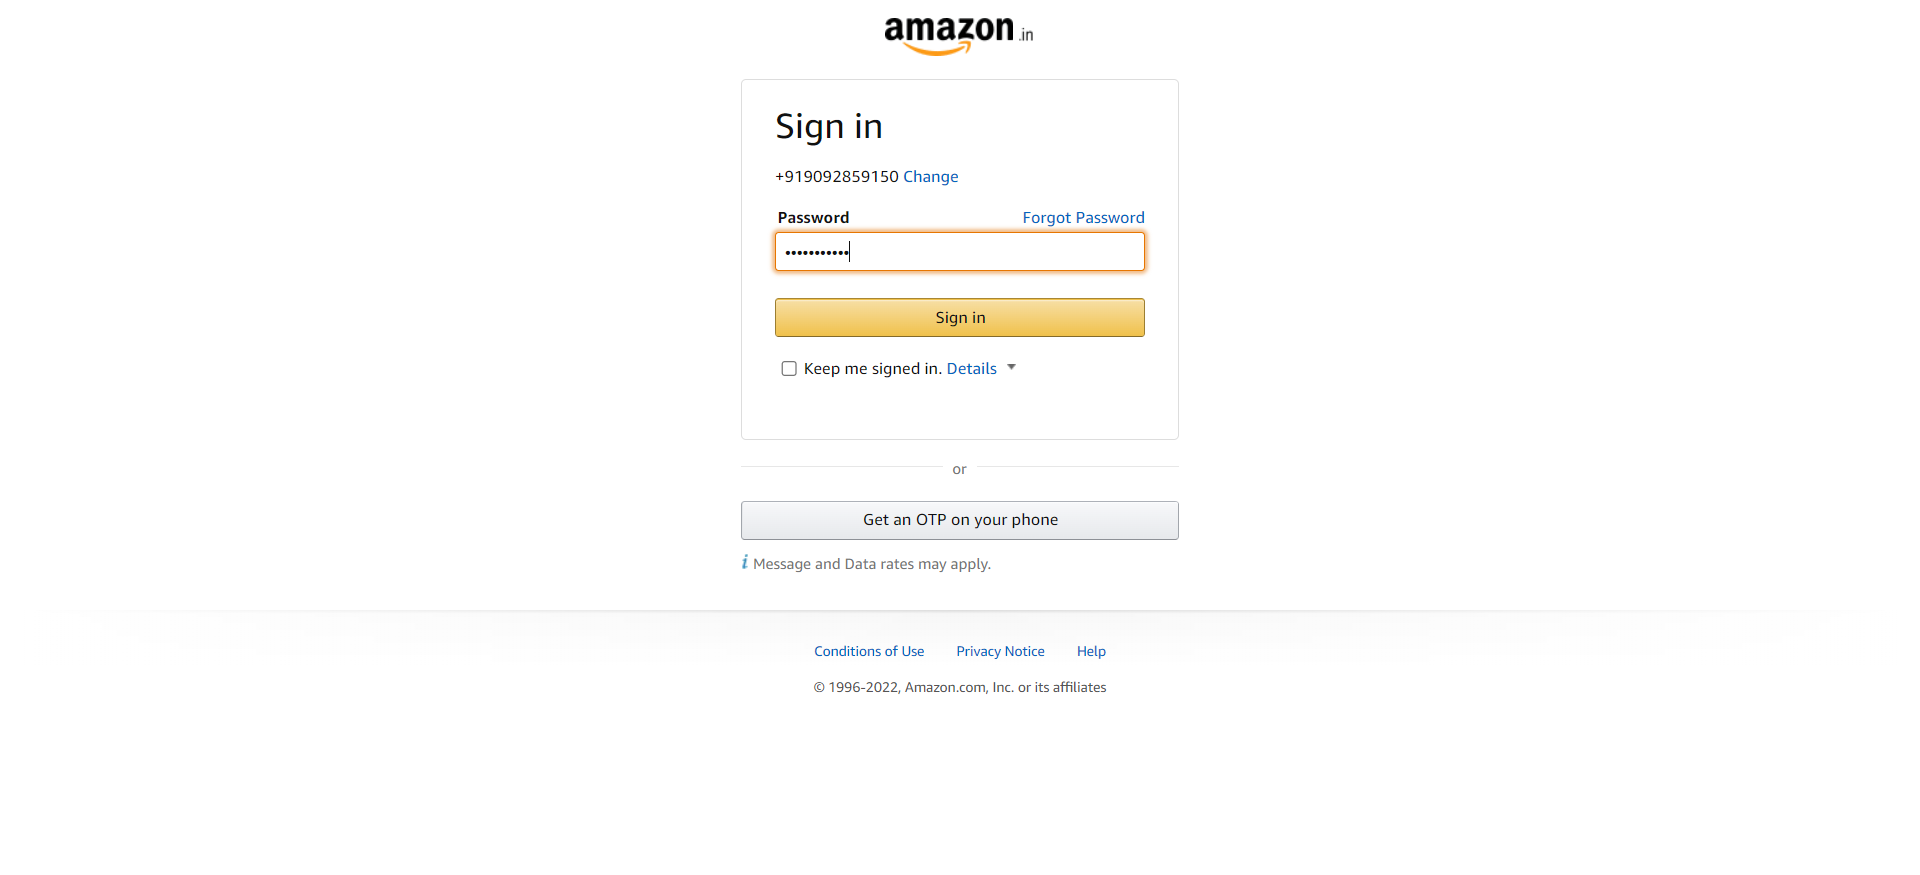 amazon.in
Sign in
+919092859150 Change
Password Forgot Password
•••••••••••
Sign in
Keep me signed in. Details
or
Get an OTP on your phone
i Message and Data rates may apply.
Conditions of Use Privacy Notice Help
© 1996-2022, Amazon.com, Inc. or its affiliates